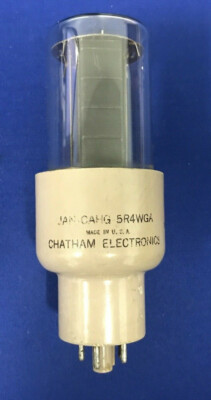 JAN-CAHG 5R4WGA
MADE IN U.S.A
CHATHAM ELECTRONICS